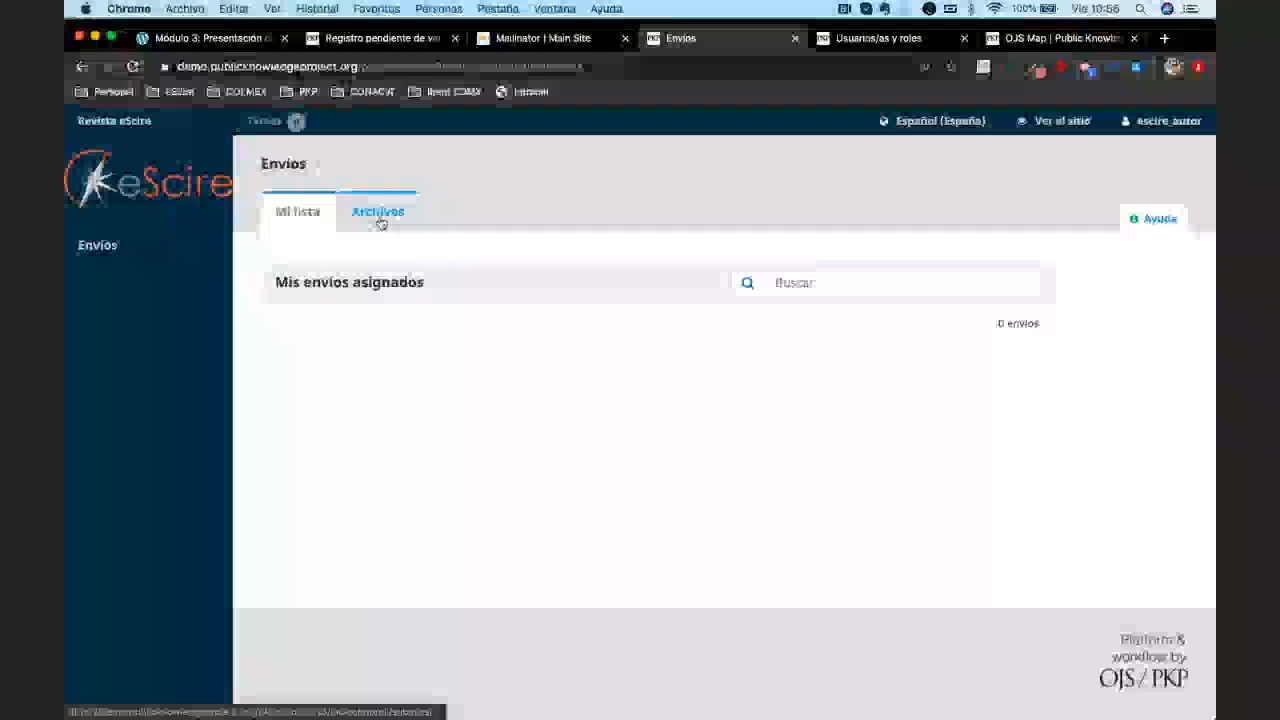 Chrome Archivo Editar Ver Historial Favoritos Personas Pestaña Ventana Ayuda 100% Vie 10:56
Módulo 3: Presentación d
Registro pendiente de va
Mailinator | Main Site
Envíos
Usuarios/as y roles
OJS Map | Public Knowle
demo.publicknowledgeproject.org
Personal eScire COLMEX PKP CONACYT
Revista eScire Tareas 0 Español (España) Ver el sitio escire_autor
eScire
Envíos
Envíos
Mi lista Archivos
Ayuda
Mis envíos asignados Buscar
0 envíos
Platform &
workflow by
OJS / PKP